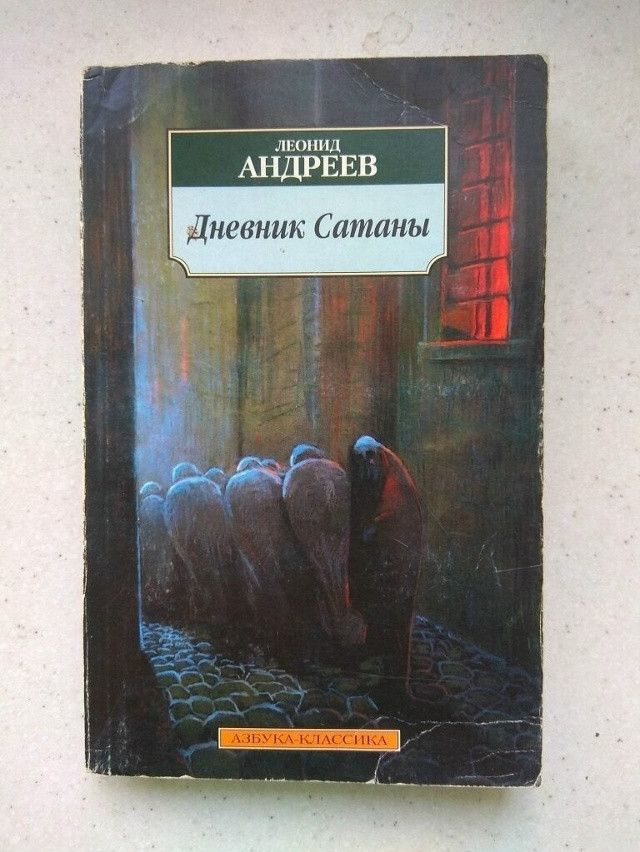 ЛЕОНИД
АНДРЕЕВ
Дневник Сатаны
АЗБУКА-КЛАССИКА